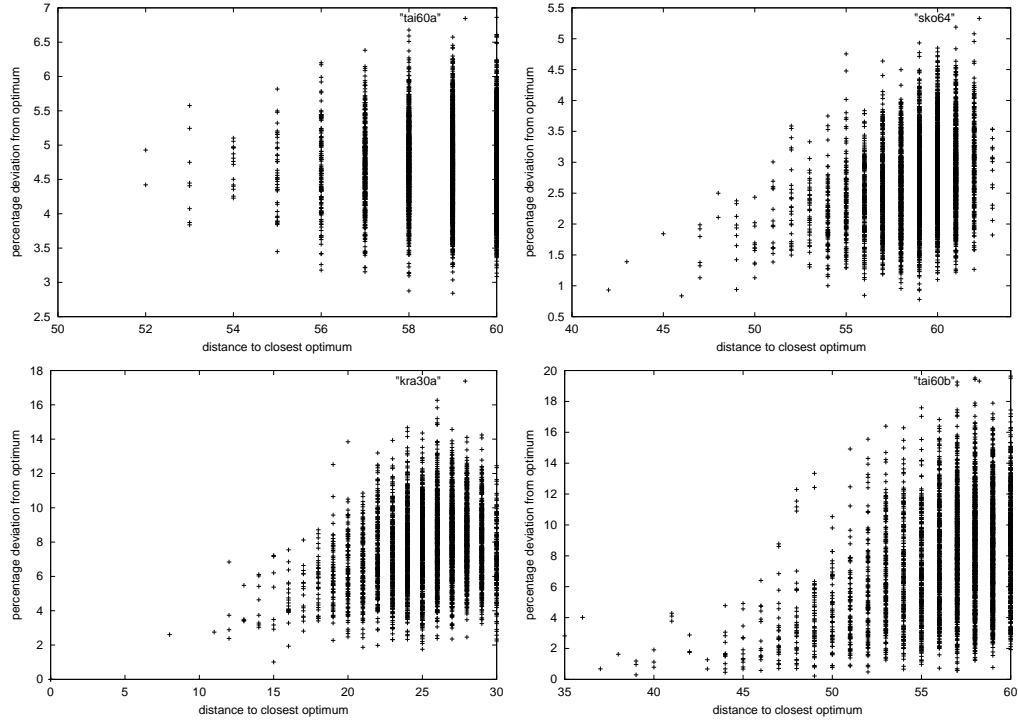 7
6.5
6
5.5
5
4.5
4
3.5
3
2.5
percentage deviation from optimum
"tai60a"
50 52 54 56 58 60
distance to closest optimum
5.5
5
4.5
4
3.5
3
2.5
2
1.5
1
0.5
percentage deviation from optimum
"sko64"
40 45 50 55 60
distance to closest optimum
18
16
14
12
10
8
6
4
2
0
percentage deviation from optimum
"kra30a"
0 5 10 15 20 25 30
distance to closest optimum
20
18
16
14
12
10
8
6
4
2
0
percentage deviation from optimum
"tai60b"
35 40 45 50 55 60
distance to closest optimum